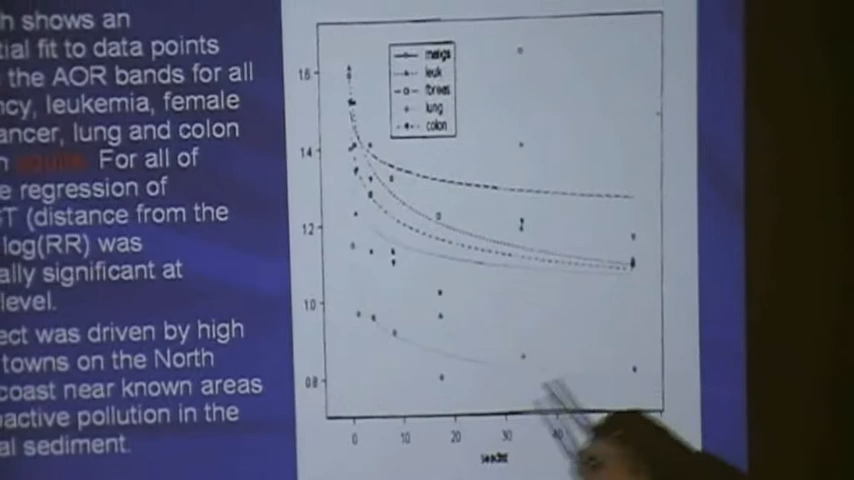 h shows an
tial fit to data points
the AOR bands for all
ncy, leukemia, female
ancer, lung and colon
n For all of
e regression of
ST (distance from the
log(RR) was
ally significant at
level.
ect was driven by high
towns on the North
coast near known areas
active pollution in the
al sediment.
leuk
lung
colon
1.6
1.4
1.2
1.0
0.8
0
10
20
30
40